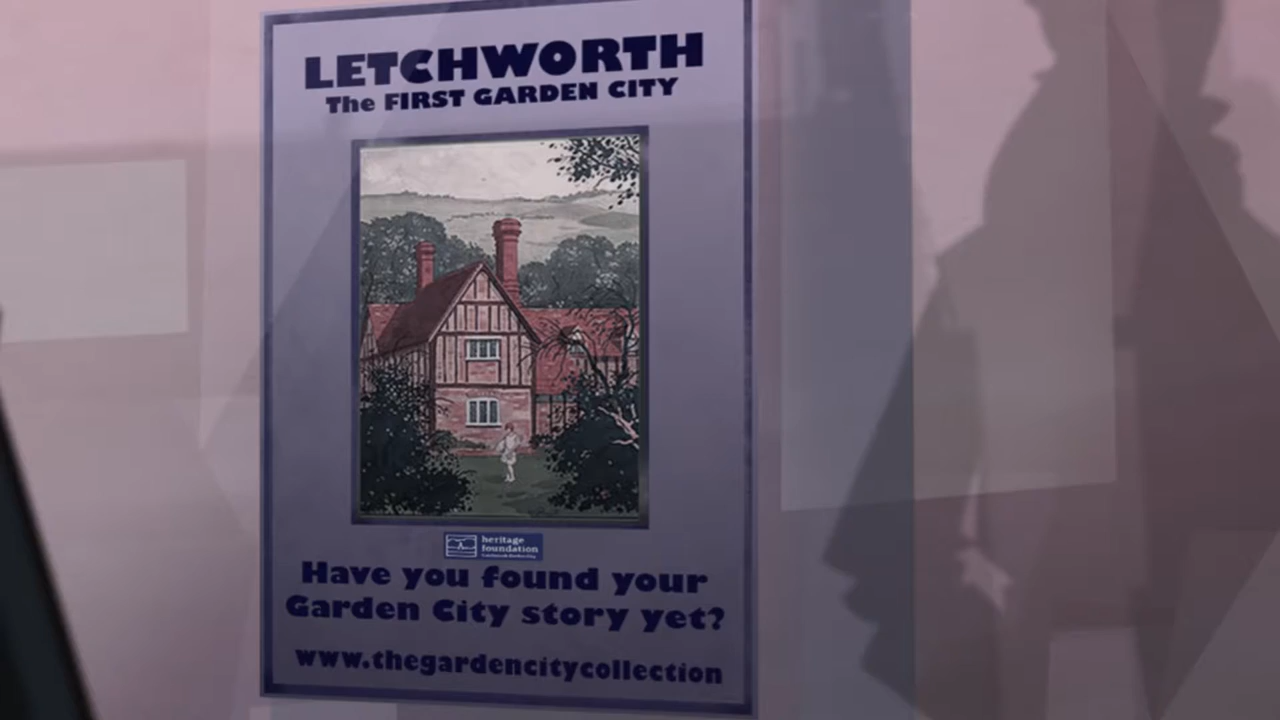 LETCHWORTH
The FIRST GARDEN CITY
heritage
foundation
Have you found your
Garden City story yet?
www.thegardencitycollection